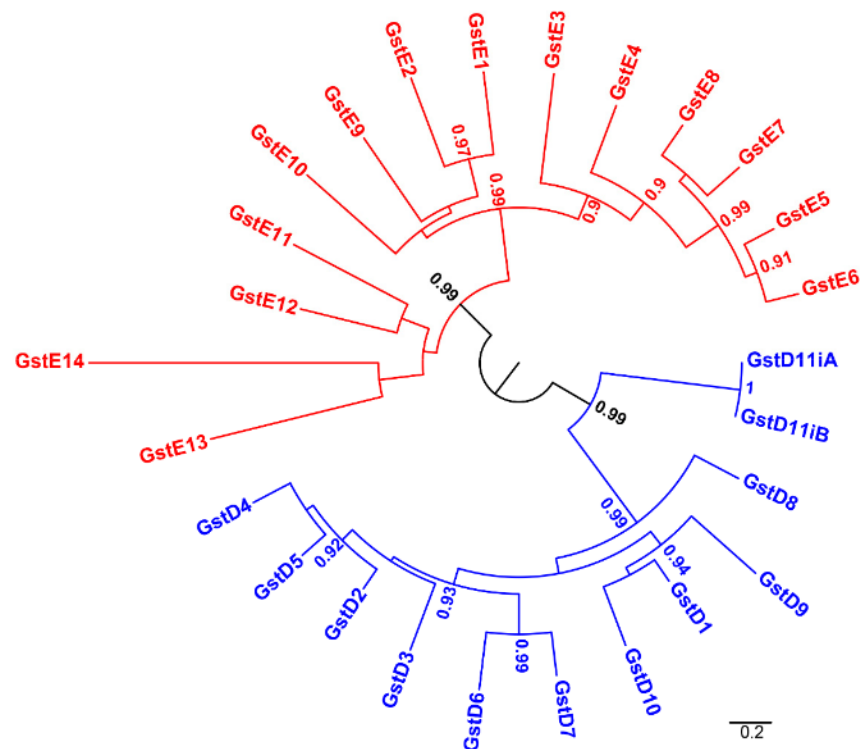 GstE1
GstE2
GstE3
GstE4
GstE8
GstE7
GstE5
GstE6
GstE9
GstE10
GstE11
GstE12
GstE14
GstE13
0.97
0.99
0.9
0.9
0.99
0.91
0.99
0.99
GstD11iA
1
GstD11iB
GstD8
GstD9
GstD1
GstD10
GstD7
GstD6
GstD3
GstD2
GstD5
GstD4
0.99
0.94
0.99
0.93
0.92
0.2